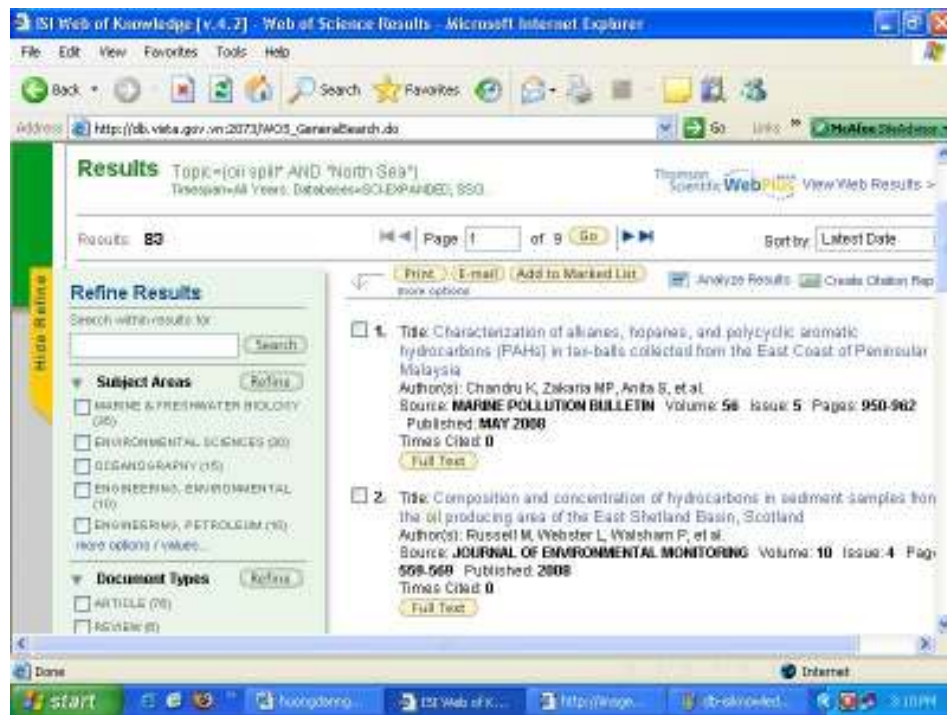 ISI Web of Knowledge [v.4.2] - Web of Science Results - Microsoft Internet Explorer
File Edit View Favorites Tools Help
Back Search Favorites
Address http://db.vista.gov.vn:2073/WOS_GeneralSearch.do Go Links » McAfee SiteAdvisor
Results Topic=(oil spill* AND "North Sea")
Timespan=All Years. Databases=SCI-EXPANDED, SSCI.
Thomson Scientific WebPLUS View Web Results >
Results: 83 Page 1 of 9 Go Sort by: Latest Date
Hide Refine
Print E-mail Add to Marked List Analyze Results Create Citation Rep
more options
Refine Results
Search within results for
Search
Subject Areas Refine
MARINE & FRESHWATER BIOLOGY
ENVIRONMENTAL SCIENCES (30)
OCEANOGRAPHY (15)
ENGINEERING, ENVIRONMENTAL
(10)
ENGINEERING, PETROLEUM (10)
more options / values...
Document Types Refine
ARTICLE (76)
REVIEW (6)
1. Title: Characterization of alkanes, hopanes, and polycyclic aromatic
hydrocarbons (PAHs) in tar-balls collected from the East Coast of Peninsular
Malaysia
Author(s): Chandru K, Zakaria MP, Anita S, et al.
Source: MARINE POLLUTION BULLETIN Volume: 56 Issue: 5 Pages: 950-962
Published: MAY 2008
Times Cited: 0
Full Text
2. Title: Composition and concentration of hydrocarbons in sediment samples from
the oil producing area of the East Shetland Basin, Scotland
Author(s): Russell M, Webster L, Walsham P, et al.
Source: JOURNAL OF ENVIRONMENTAL MONITORING Volume: 10 Issue: 4 Pag
559-569 Published: 2008
Times Cited: 0
Full Text
Done Internet
start ISI Web of K... 3:10 PM